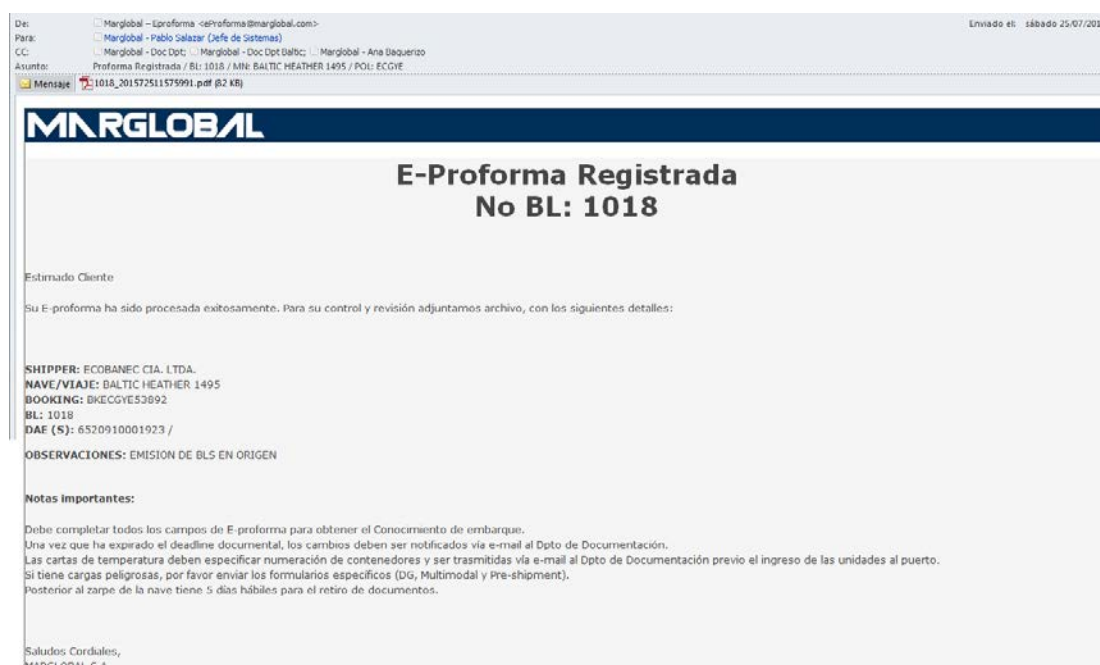 De: Marglobal – Eproforma <eProforma@marglobal.com> Enviado el: sábado 25/07/201
Para: Marglobal - Pablo Salazar (Jefe de Sistemas)
CC: Marglobal - Doc Dpt; Marglobal - Doc Dpt Baltic; Marglobal - Ana Baquerizo
Asunto: Proforma Registrada / BL: 1018 / MN: BALTIC HEATHER 1495 / POL: ECGYE
Mensaje 1018_201572511575991.pdf (82 KB)
MARGLOBAL
E-Proforma Registrada
No BL: 1018
Estimado Cliente
Su E-proforma ha sido procesada exitosamente. Para su control y revisión adjuntamos archivo, con los siguientes detalles:
SHIPPER: ECOBANEC CIA. LTDA.
NAVE/VIAJE: BALTIC HEATHER 1495
BOOKING: BKECGYE53892
BL: 1018
DAE (S): 6520910001923 /
OBSERVACIONES: EMISION DE BLS EN ORIGEN
Notas importantes:
Debe completar todos los campos de E-proforma para obtener el Conocimiento de embarque.
Una vez que ha expirado el deadline documental, los cambios deben ser notificados vía e-mail al Dpto de Documentación.
Las cartas de temperatura deben especificar numeración de contenedores y ser trasmitidas vía e-mail al Dpto de Documentación previo el ingreso de las unidades al puerto.
Si tiene cargas peligrosas, por favor enviar los formularios específicos (DG, Multimodal y Pre-shipment).
Posterior al zarpe de la nave tiene 5 días hábiles para el retiro de documentos.
Saludos Cordiales,
MARGLOBAL S.A.